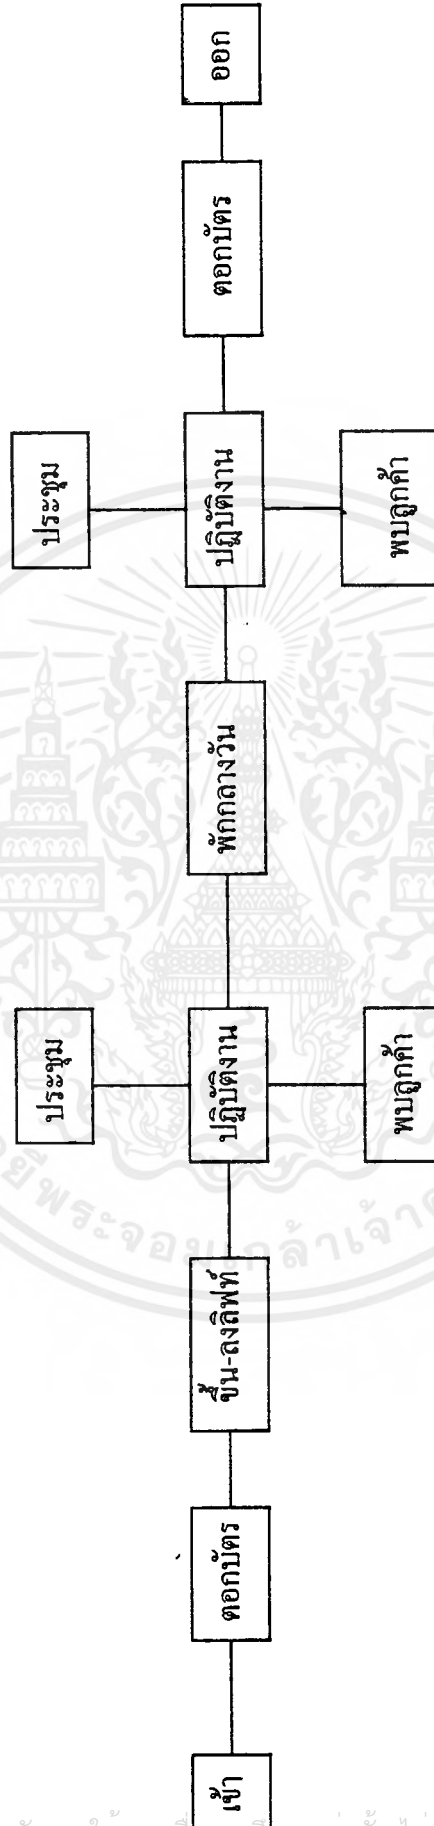 เข้า
ตอกบัตร
ขึ้น-ลงลิฟท์
ประชุม
ปฏิบัติงาน
พบลูกค้า
พักกลางวัน
ประชุม
ปฏิบัติงาน
พบลูกค้า
ตอกบัตร
ออก